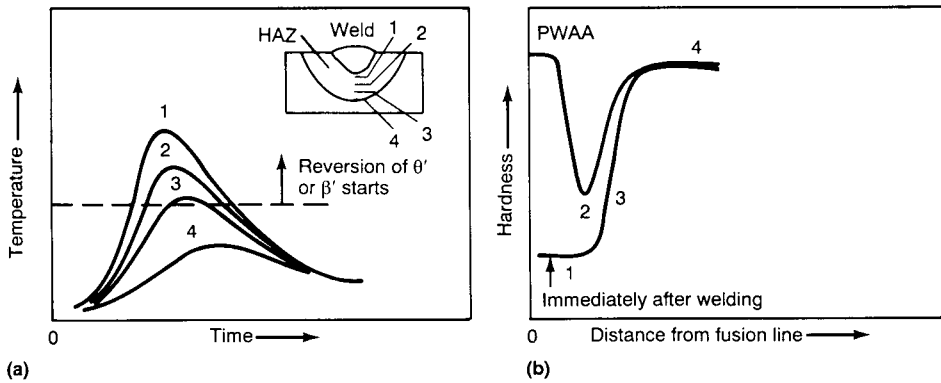 Temperature
HAZ
Weld
1
2
3
4
1
2
3
4
Reversion of θ′
or β′ starts
0
Time
(a)
Hardness
PWAA
4
2
3
1
Immediately after welding
0
Distance from fusion line
(b)